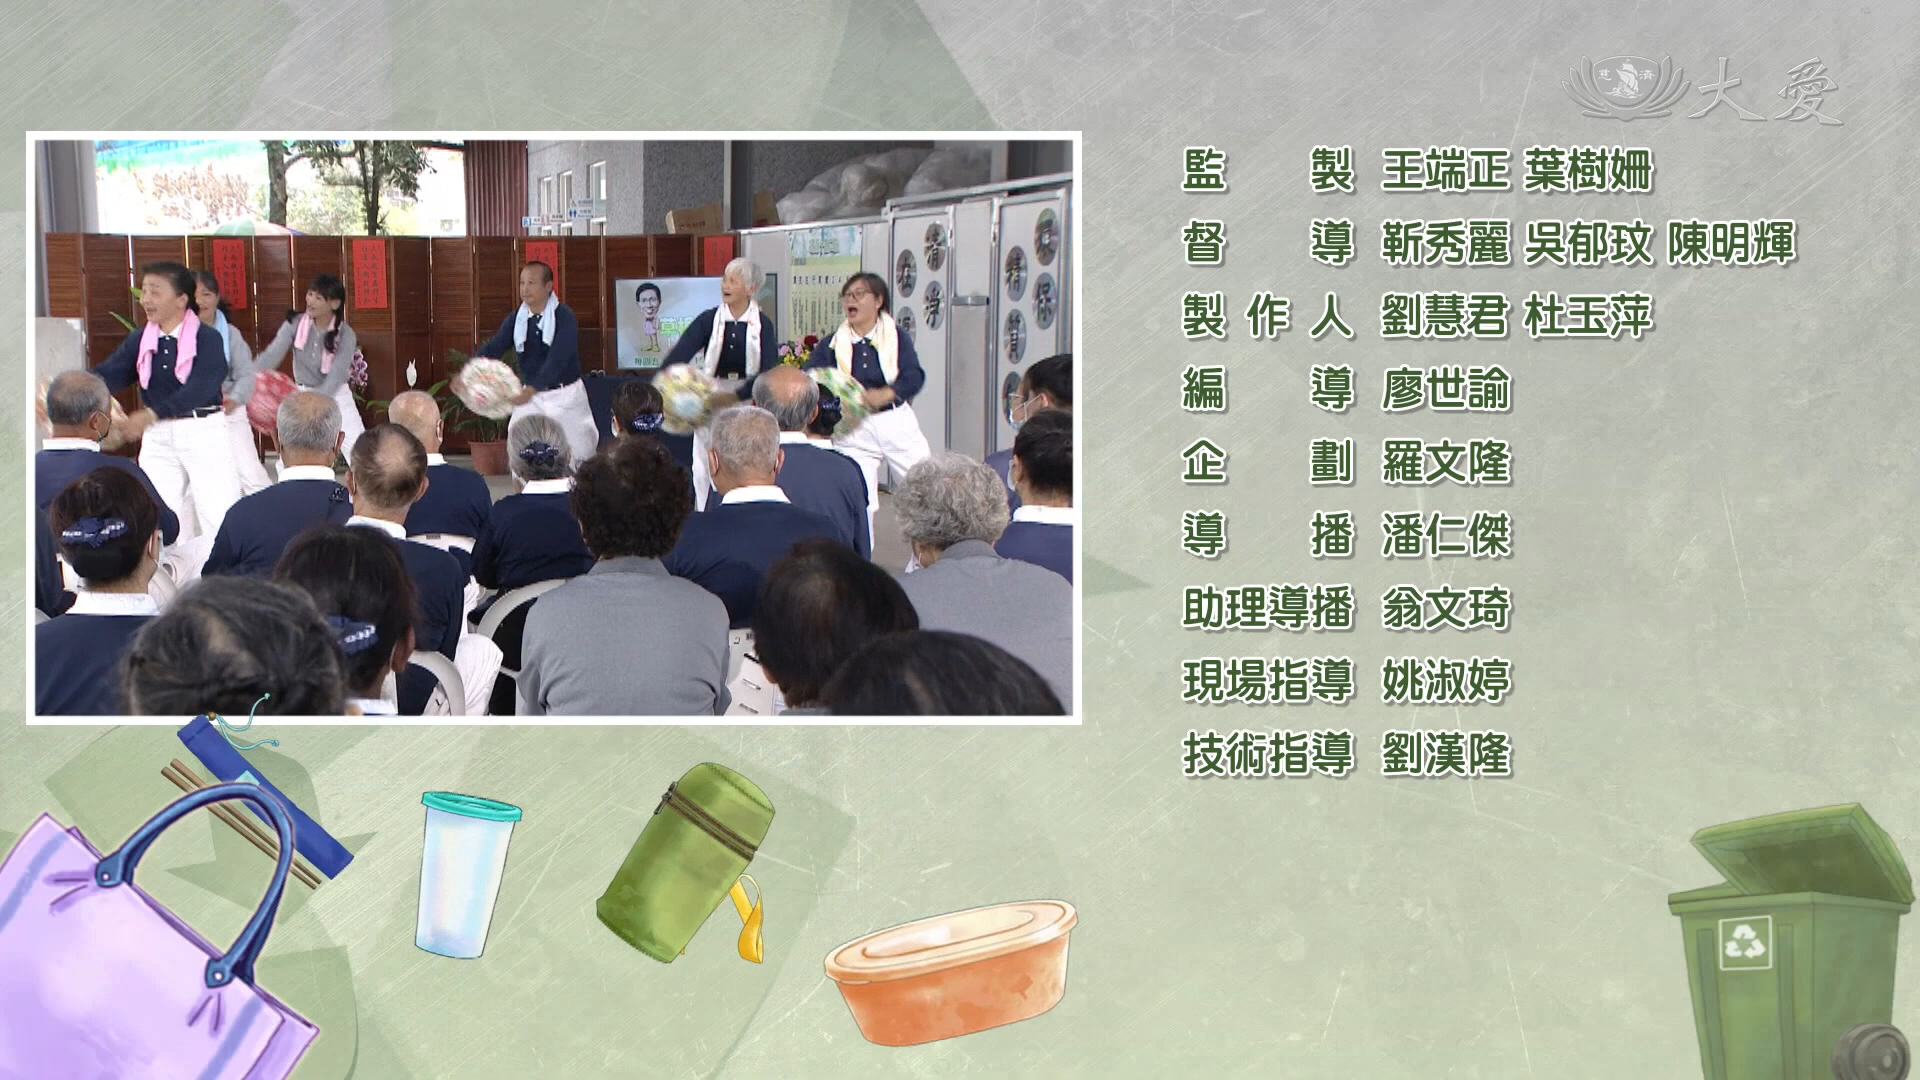 慈濟 大愛
監製 王端正 葉樹姍
督導 靳秀麗 吳郁玟 陳明輝
製作人 劉慧君 杜玉萍
編導 廖世諭
企劃 羅文隆
導播 潘仁傑
助理導播 翁文琦
現場指導 姚淑婷
技術指導 劉漢隆